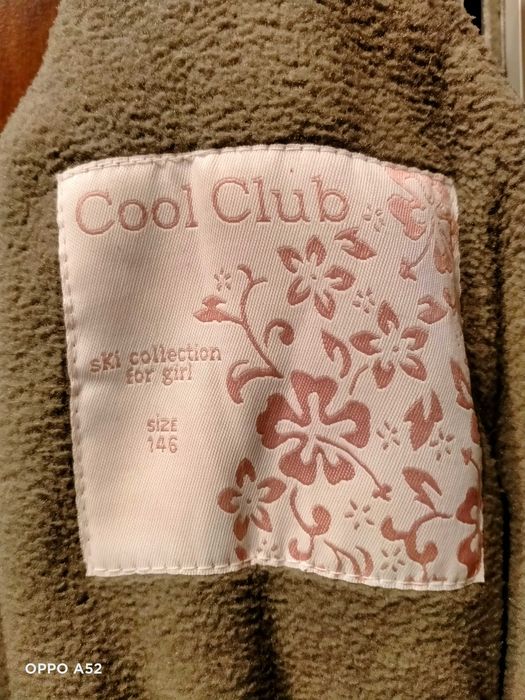 Cool Club
ski collection
for girl
SiZE
146
OPPO A52